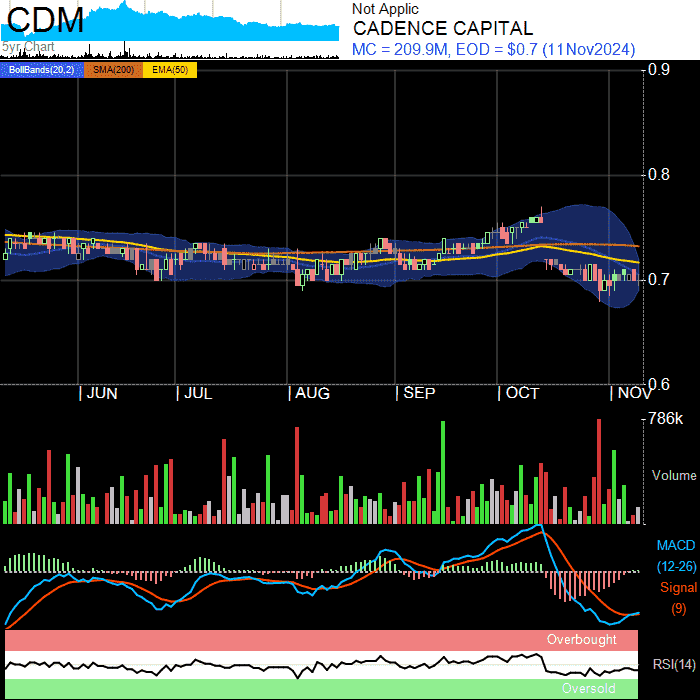 CDM
5yr Chart
Not Applic
CADENCE CAPITAL
MC = 209.9M, EOD = $0.7 (11Nov2024)
BollBands(20,2) SMA(200) EMA(50)
0.9
0.8
0.7
0.6
JUN JUL AUG SEP OCT NOV
786k
Volume
MACD
(12-26)
Signal
(9)
Overbought
RSI(14)
Oversold